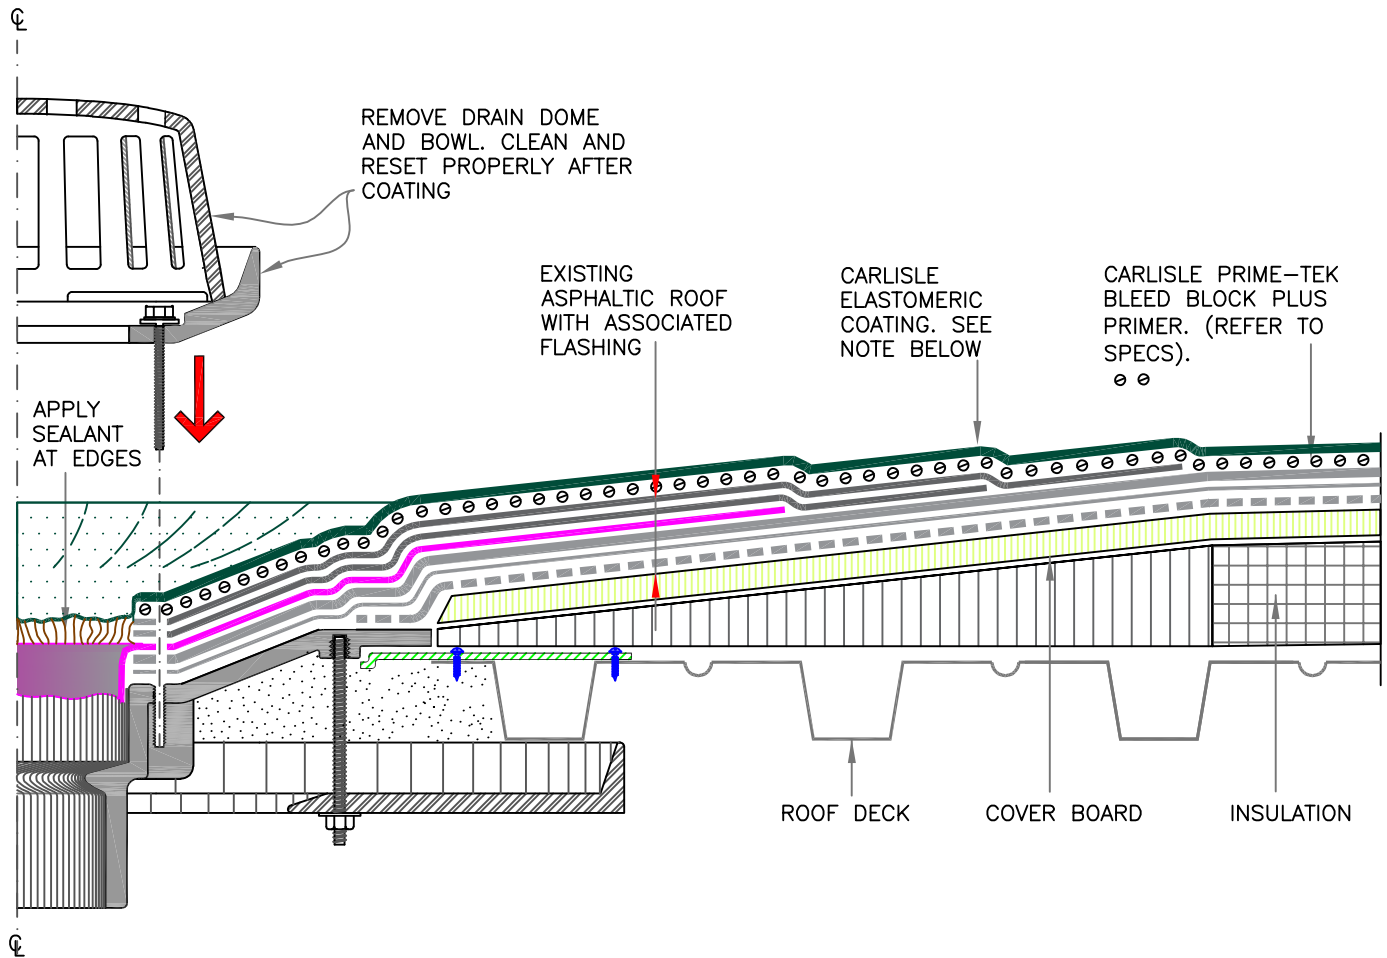 ℄
REMOVE DRAIN DOME
AND BOWL. CLEAN AND
RESET PROPERLY AFTER
COATING
EXISTING
ASPHALTIC ROOF
WITH ASSOCIATED
FLASHING
CARLISLE
ELASTOMERIC
COATING. SEE
NOTE BELOW
CARLISLE PRIME-TEK
BLEED BLOCK PLUS
PRIMER. (REFER TO
SPECS).
APPLY
SEALANT
AT EDGES
ROOF DECK
COVER BOARD
INSULATION
℄